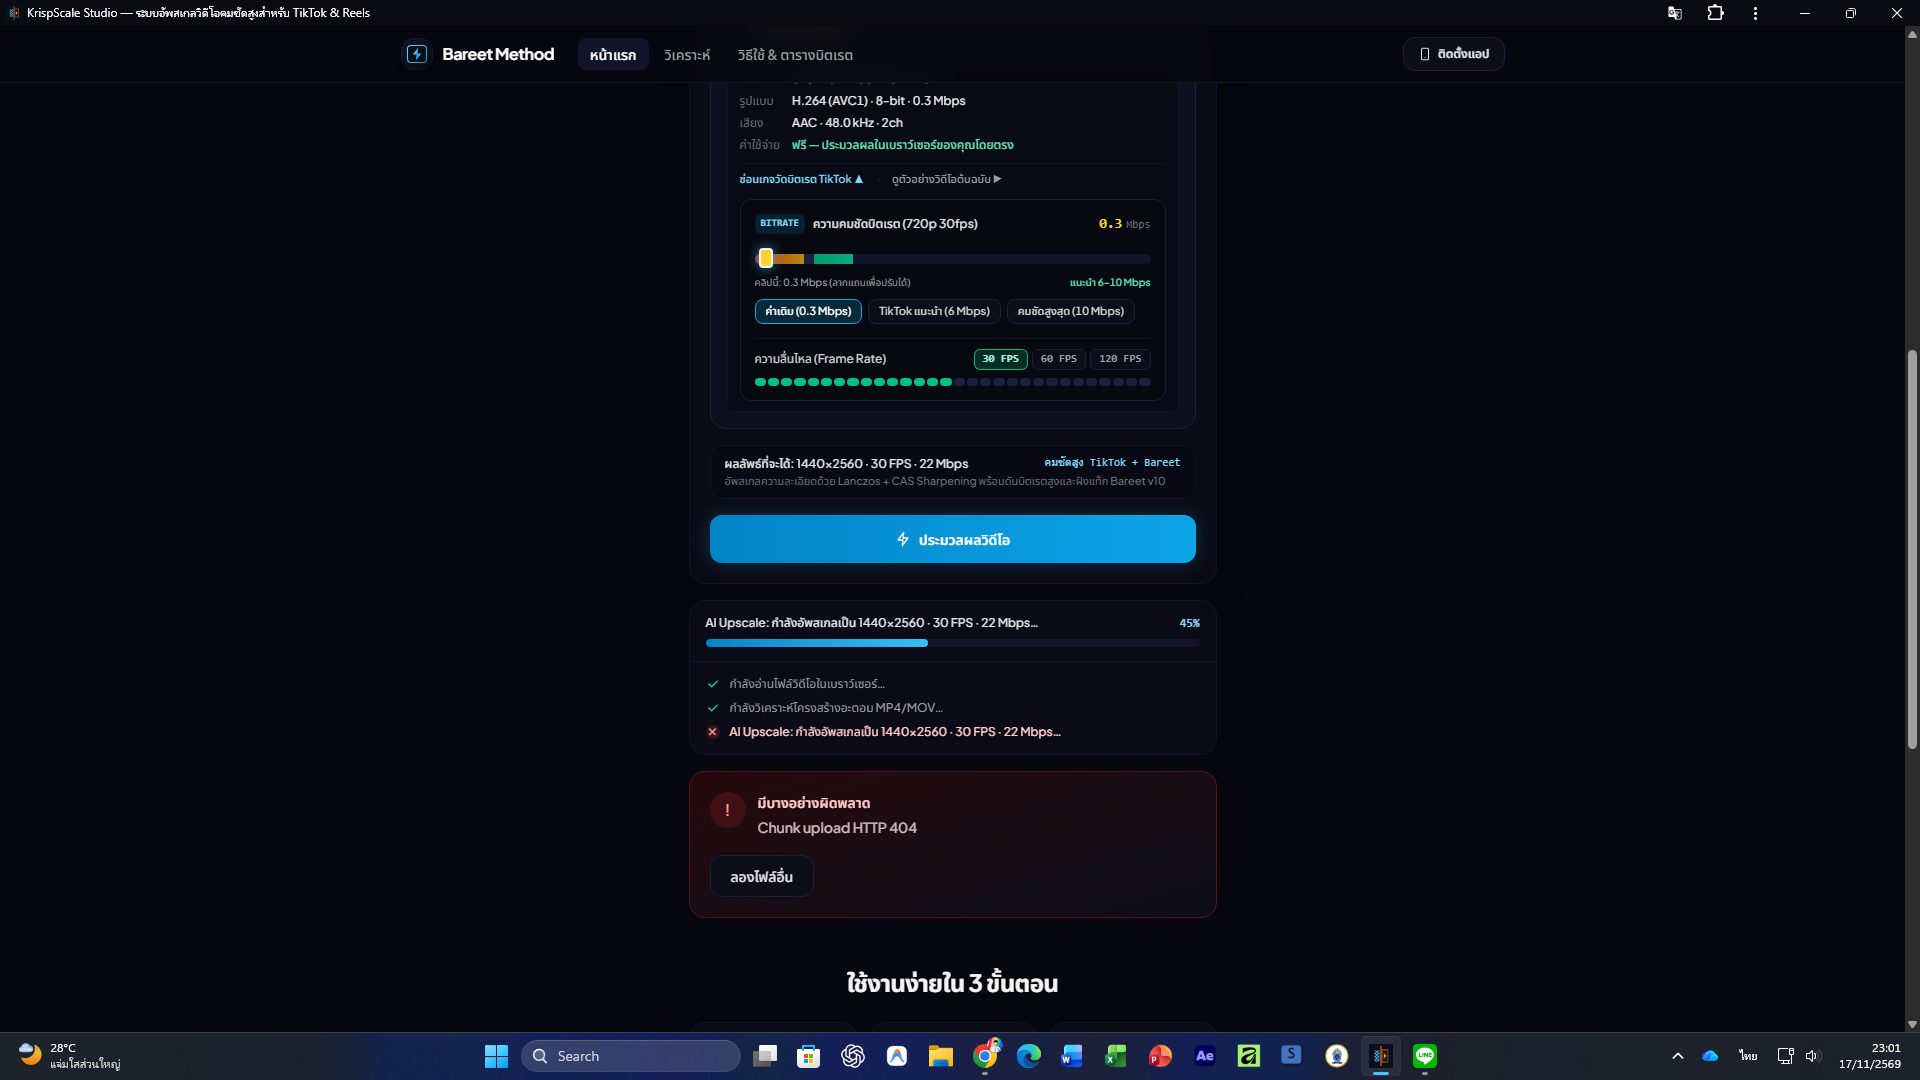 KrispScale Studio — ระบบอัพสเกลวิดีโอคมชัดสูงสำหรับ TikTok & Reels
Bareet Method
หน้าแรก
วิเคราะห์
วิธีใช้ & ตารางบิตเรต
ติดตั้งแอป
รูปแบบ H.264 (AVC1) · 8-bit · 0.3 Mbps
เสียง AAC · 48.0 kHz · 2ch
ค่าใช้จ่าย ฟรี — ประมวลผลในเบราว์เซอร์ของคุณโดยตรง
ซ่อนเกจวัดบิตเรต TikTok ▲ · ดูตัวอย่างวิดีโอต้นฉบับ ▶
BITRATE ความคมชัดบิตเรต (720p 30fps) 0.3 Mbps
คลิปนี้: 0.3 Mbps (ลากแถบเพื่อปรับได้) แนะนำ 6–10 Mbps
ค่าเดิม (0.3 Mbps) TikTok แนะนำ (6 Mbps) คมชัดสูงสุด (10 Mbps)
ความลื่นไหล (Frame Rate) 30 FPS 60 FPS 120 FPS
ผลลัพธ์ที่จะได้: 1440×2560 · 30 FPS · 22 Mbps คมชัดสูง TikTok + Bareet
อัพสเกลความละเอียดด้วย Lanczos + CAS Sharpening พร้อมดันบิตเรตสูงและฝังแท็ก Bareet v10
ประมวลผลวิดีโอ
AI Upscale: กำลังอัพสเกลเป็น 1440×2560 · 30 FPS · 22 Mbps… 45%
กำลังอ่านไฟล์วิดีโอในเบราว์เซอร์…
กำลังวิเคราะห์โครงสร้างอะตอม MP4/MOV…
AI Upscale: กำลังอัพสเกลเป็น 1440×2560 · 30 FPS · 22 Mbps…
มีบางอย่างผิดพลาด
Chunk upload HTTP 404
ลองไฟล์อื่น
ใช้งานง่ายใน 3 ขั้นตอน
28°C
แจ่มใสส่วนใหญ่
Search
ไทย
23:01
17/11/2569